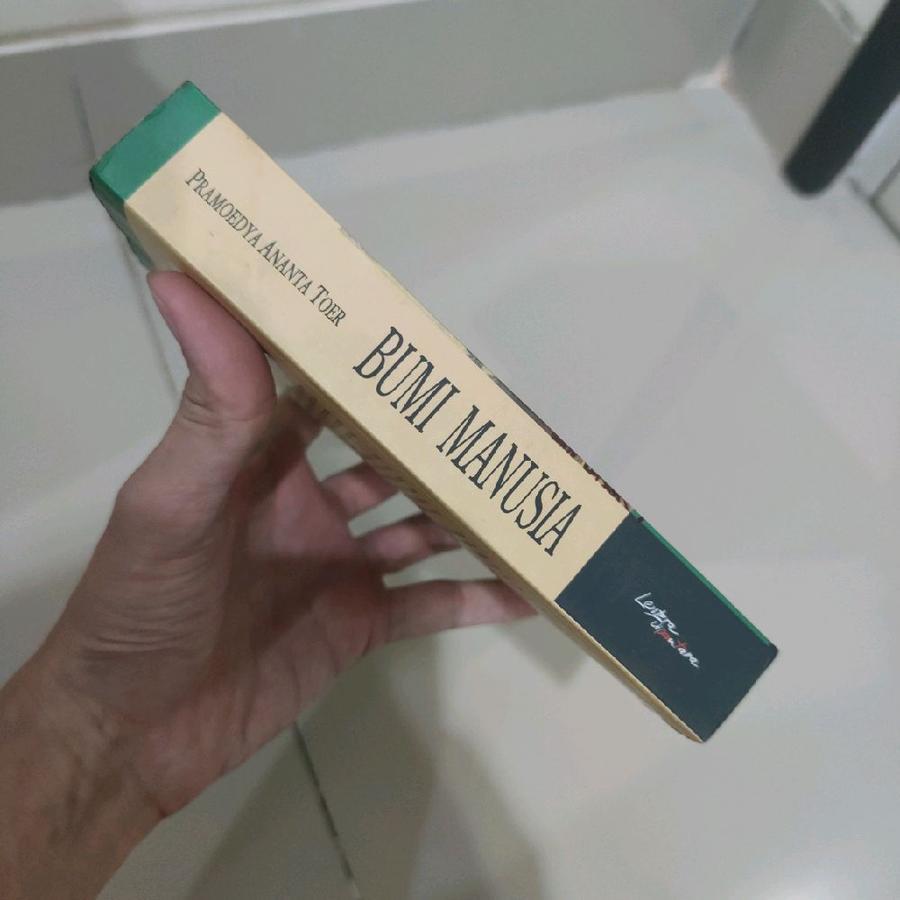 PRAMOEDYA ANANTA TOER
BUMI MANUSIA
Lentera
dipantara